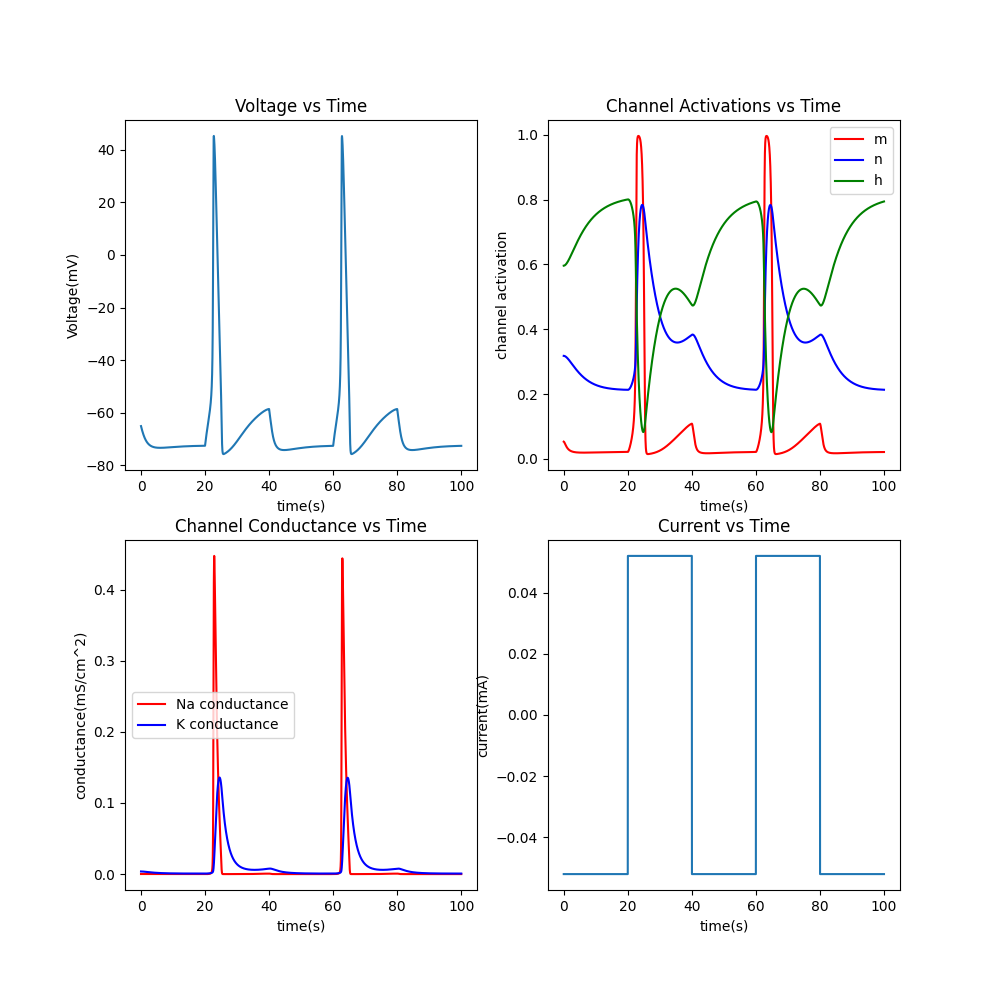 Voltage vs Time
Voltage(mV)
40
20
0
−20
−40
−60
−80
0 20 40 60 80 100
time(s)
Channel Activations vs Time
channel activation
1.0
0.8
0.6
0.4
0.2
0.0
m
n
h
0 20 40 60 80 100
time(s)
Channel Conductance vs Time
conductance(mS/cm^2)
0.4
0.3
0.2
0.1
0.0
Na conductance
K conductance
0 20 40 60 80 100
time(s)
Current vs Time
current(mA)
0.04
0.02
0.00
−0.02
−0.04
0 20 40 60 80 100
time(s)